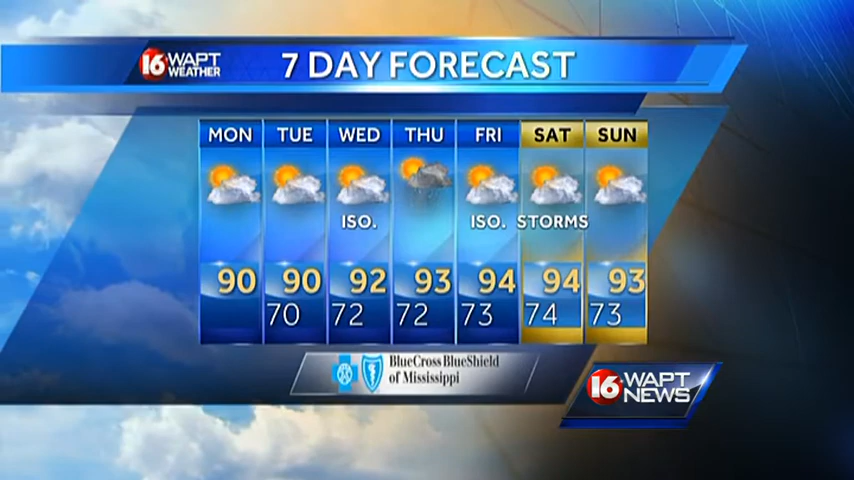 16 WAPT WEATHER 7 DAY FORECAST
MON TUE WED THU FRI SAT SUN
ISO. ISO. STORMS
90 90 92 93 94 94 93
70 72 72 73 74 73
BlueCross BlueShield
of Mississippi
16 WAPT
NEWS